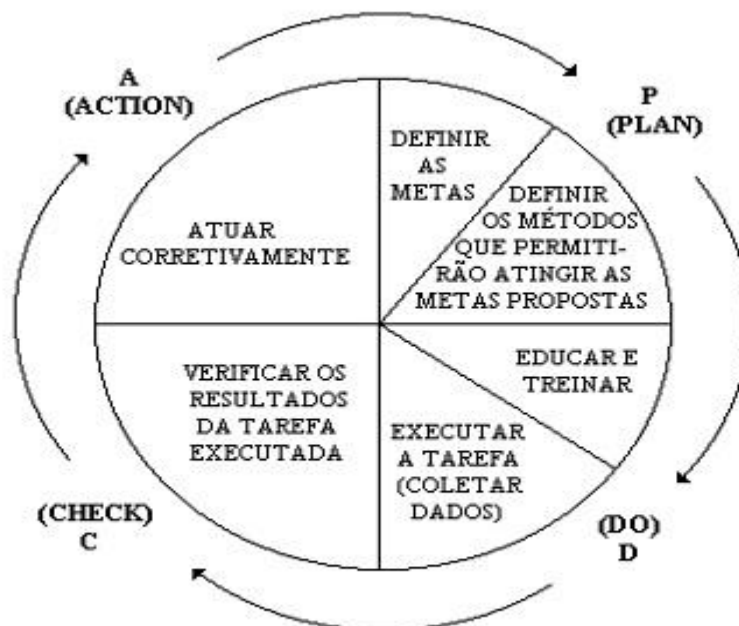 A
(ACTION)
P
(PLAN)
DEFINIR
AS
METAS
DEFINIR
OS MÉTODOS
QUE PERMITI-
RÃO ATINGIR AS
METAS PROPOSTAS
ATUAR
CORRETIVAMENTE
EDUCAR E
TREINAR
VERIFICAR OS
RESULTADOS
DA TAREFA
EXECUTADA
EXECUTAR
A TAREFA
(COLETAR
DADOS)
(CHECK)
C
(DO)
D